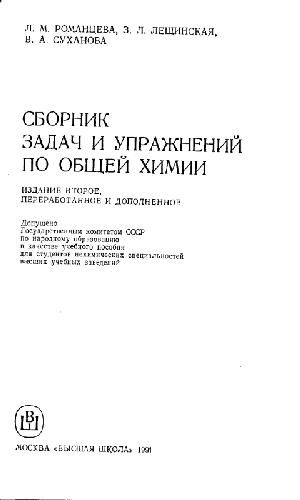 Л. М. РОМАНЦЕВА, З. Л. ЛЕЩИНСКАЯ,
В. А. СУХАНОВА
СБОРНИК
ЗАДАЧ И УПРАЖНЕНИЙ
ПО ОБЩЕЙ ХИМИИ
ИЗДАНИЕ ВТОРОЕ,
ПЕРЕРАБОТАННОЕ И ДОПОЛНЕННОЕ
Допущено
Государственным комитетом СССР
по народному образованию
в качестве учебного пособия
для студентов нехимических специальностей
высших учебных заведений
ВШ
МОСКВА «ВЫСШАЯ ШКОЛА» 1991